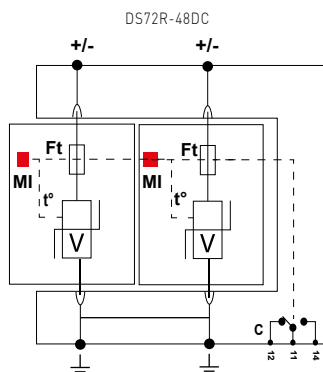 DS72R-48DC
+/- +/-
Ft Ft
MI MI
t° t°
V V
C
12 11 14